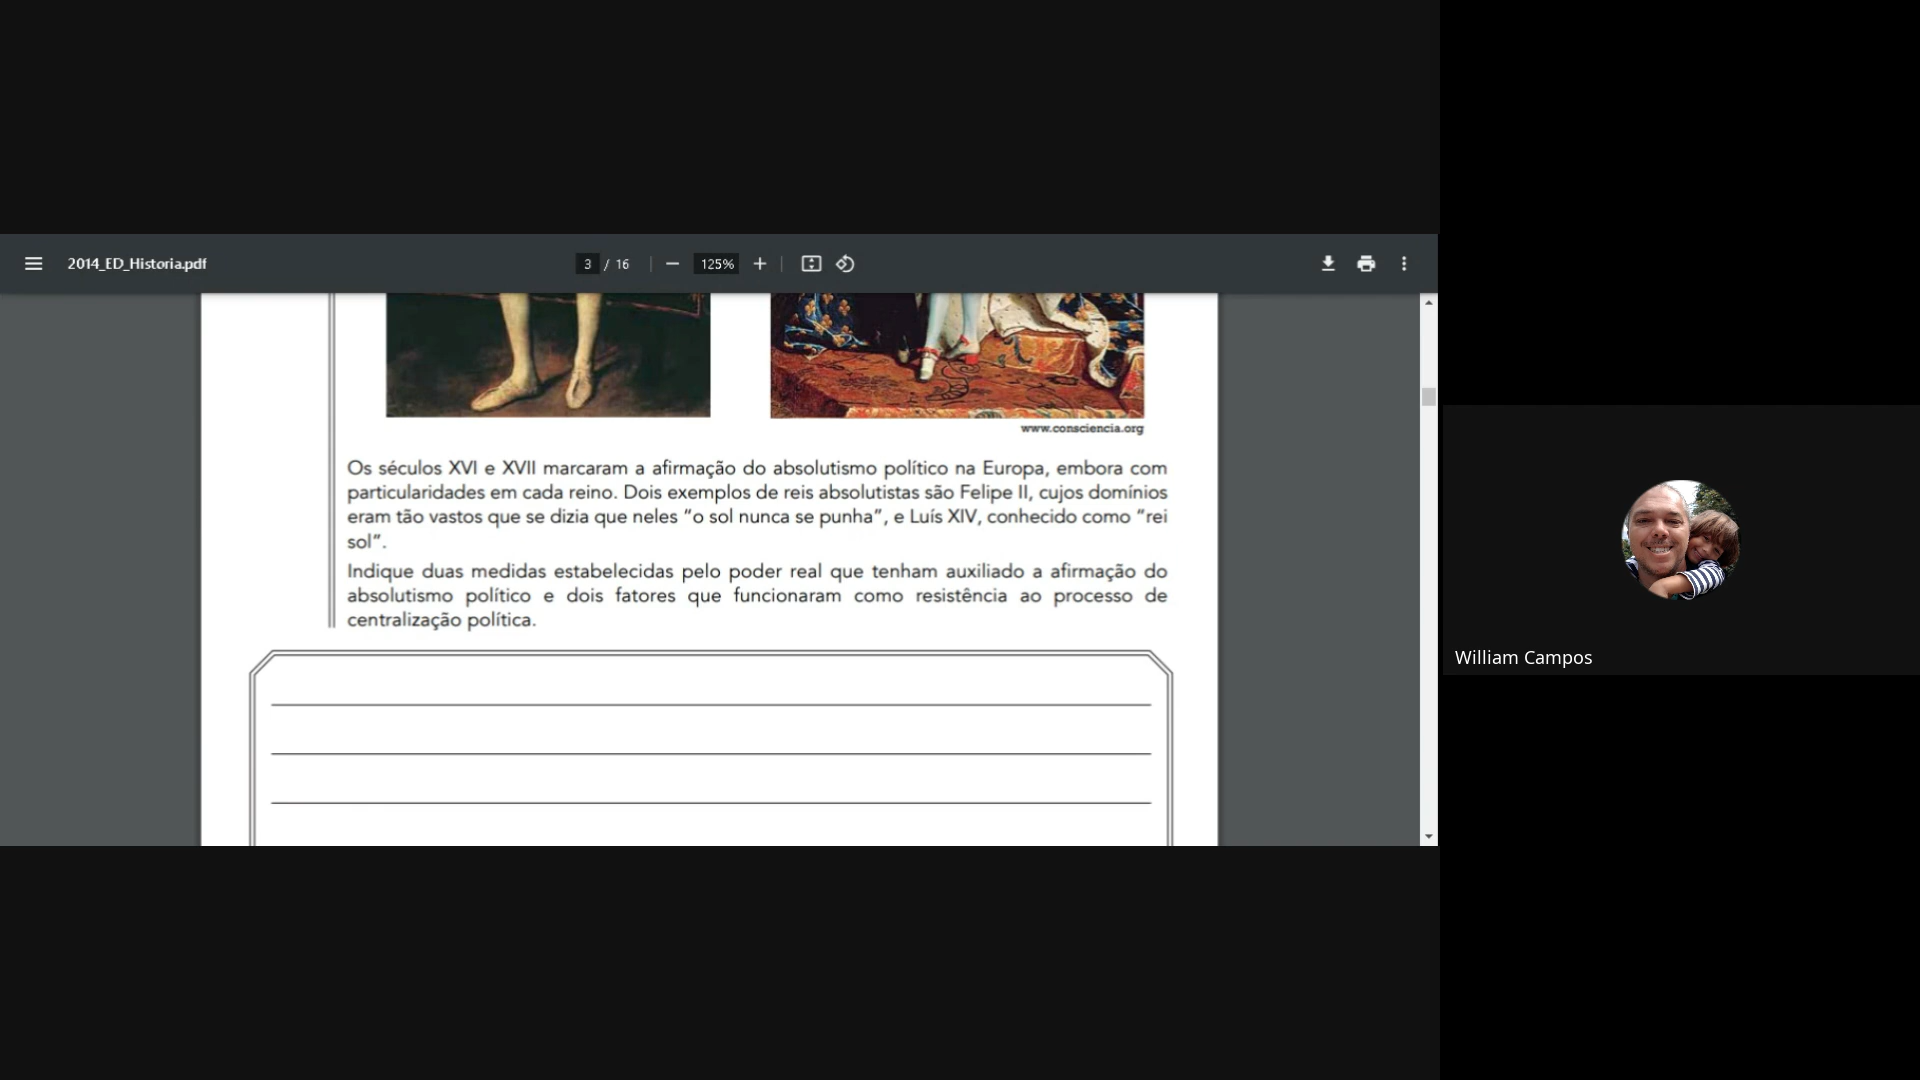 2014_ED_Historia.pdf
3 / 16
125%
www.consciencia.org
Os séculos XVI e XVII marcaram a afirmação do absolutismo político na Europa, embora com
particularidades em cada reino. Dois exemplos de reis absolutistas são Felipe II, cujos domínios
eram tão vastos que se dizia que neles “o sol nunca se punha”, e Luís XIV, conhecido como “rei
sol”.
Indique duas medidas estabelecidas pelo poder real que tenham auxiliado a afirmação do
absolutismo político e dois fatores que funcionaram como resistência ao processo de
centralização política.
William Campos